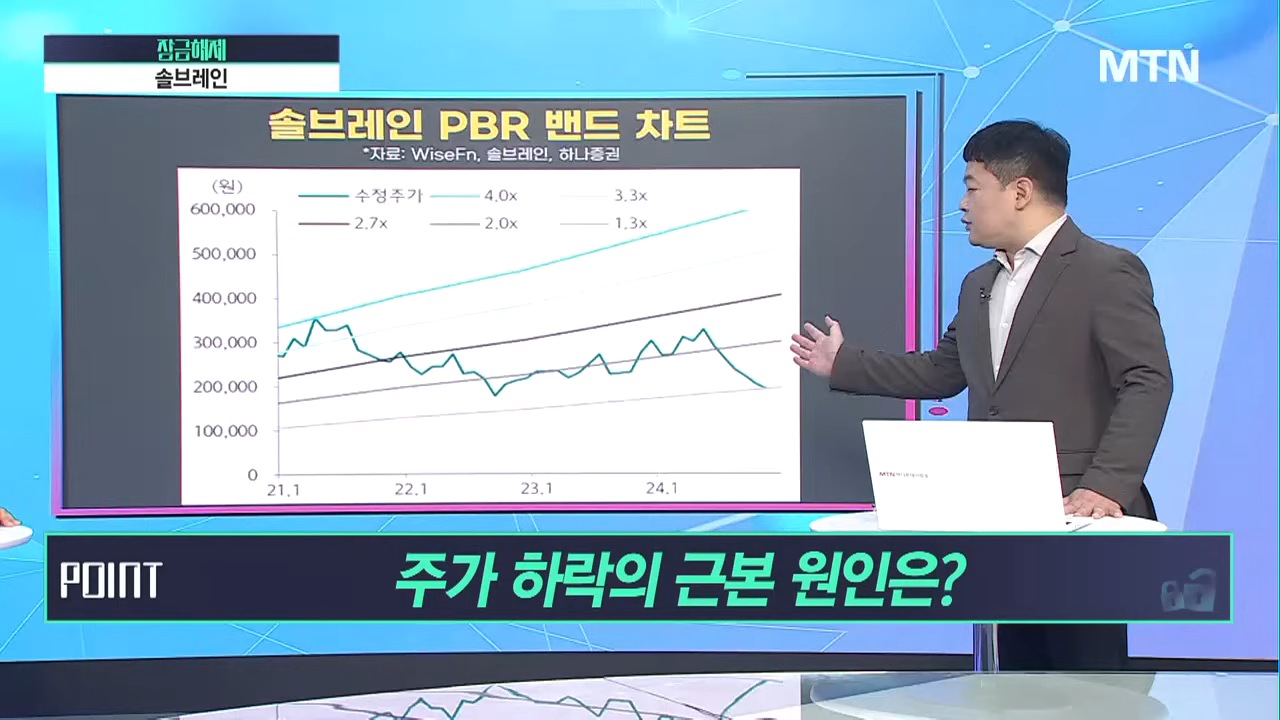 잠금해제
솔브레인
MTN
솔브레인 PBR 밴드 차트
*자료: WiseFn, 솔브레인, 하나증권
(원)
수정주가 4.0x 3.3x
2.7x 2.0x 1.3x
600,000
500,000
400,000
300,000
200,000
100,000
0
21.1 22.1 23.1 24.1
MTN
POINT 주가 하락의 근본 원인은?